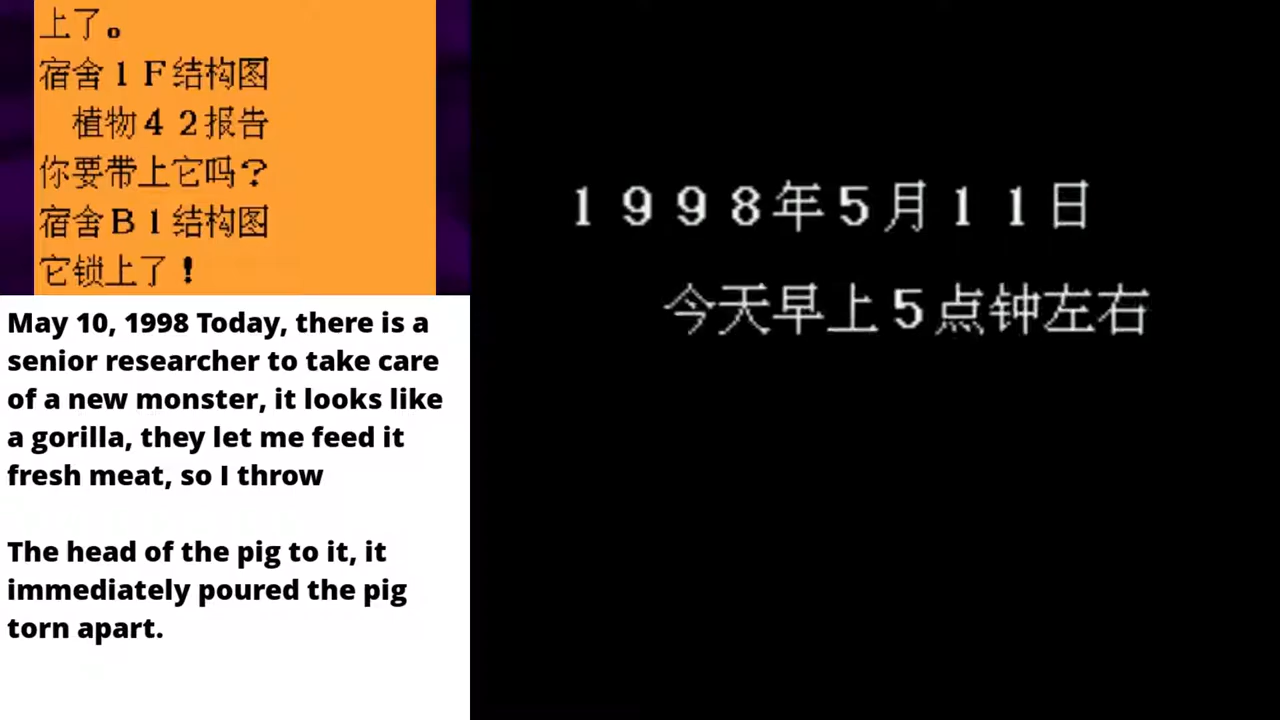 上了。
宿舍1F结构图
植物42报告
你要带上它吗？
宿舍B1结构图
它锁上了！
May 10, 1998 Today, there is a
senior researcher to take care
of a new monster, it looks like
a gorilla, they let me feed it
fresh meat, so I throw
The head of the pig to it, it
immediately poured the pig
torn apart.
1998年5月11日
今天早上5点钟左右